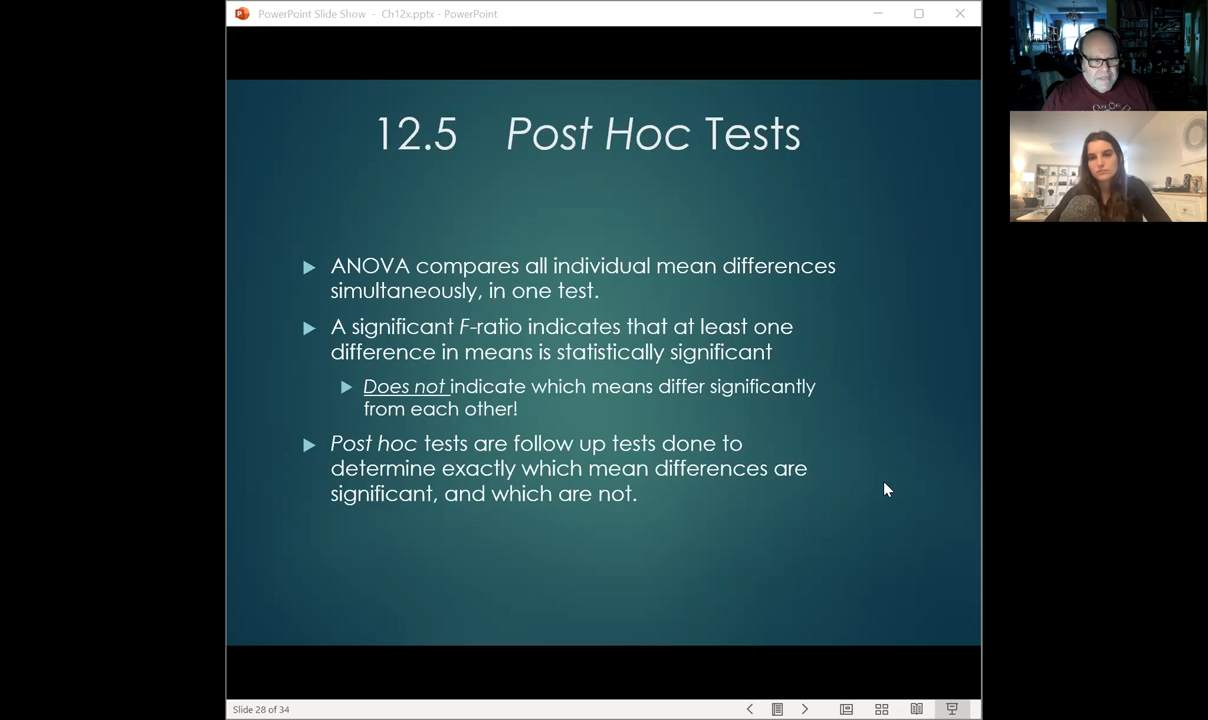 PowerPoint Slide Show - Ch12x.pptx - PowerPoint
12.5 Post Hoc Tests
ANOVA compares all individual mean differences
simultaneously, in one test.
A significant F-ratio indicates that at least one
difference in means is statistically significant
Does not indicate which means differ significantly
from each other!
Post hoc tests are follow up tests done to
determine exactly which mean differences are
significant, and which are not.
Slide 28 of 34